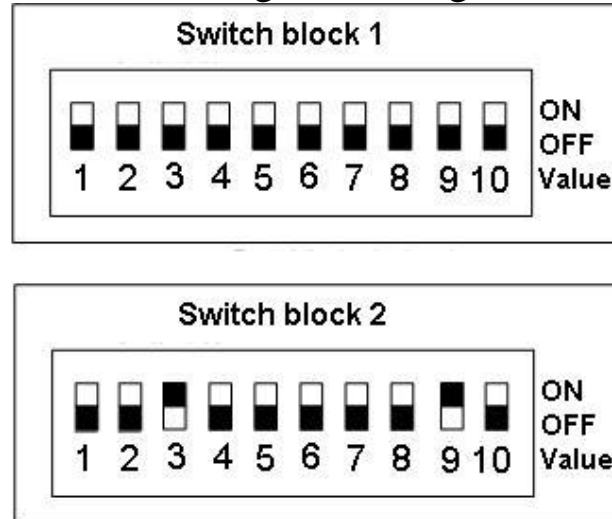 Switch block 1
ON
OFF
1 2 3 4 5 6 7 8 9 10 Value
Switch block 2
ON
OFF
1 2 3 4 5 6 7 8 9 10 Value